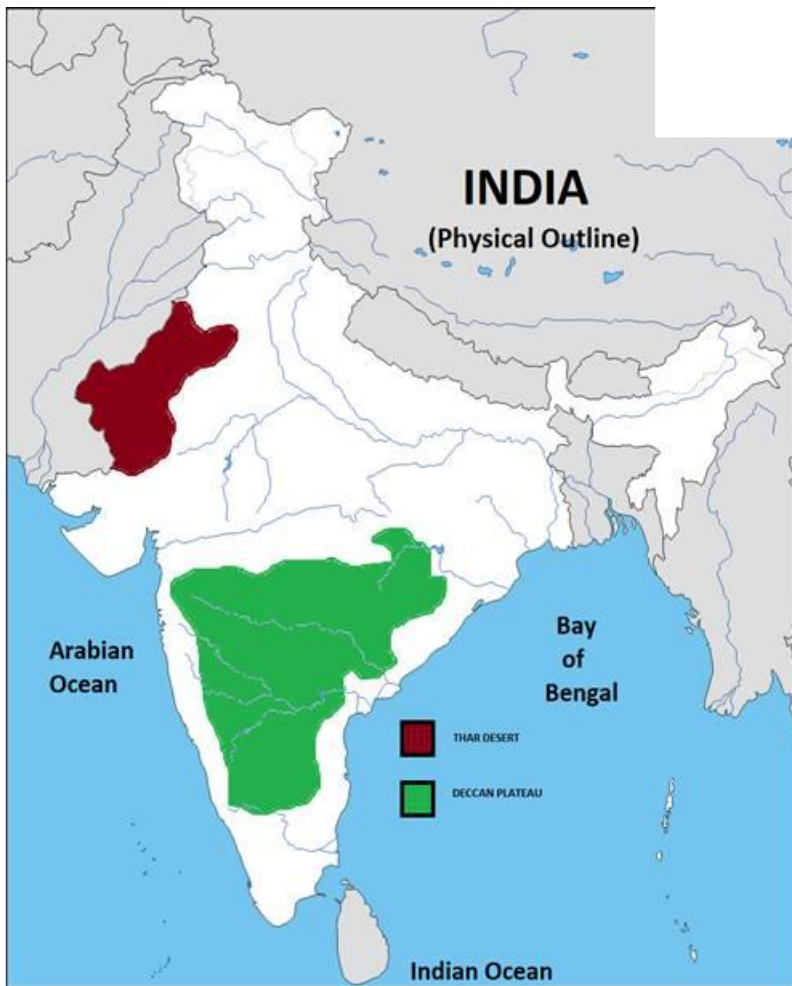 INDIA
(Physical Outline)
Arabian
Ocean
Bay
of
Bengal
THAR DESERT
DECCAN PLATEAU
Indian Ocean